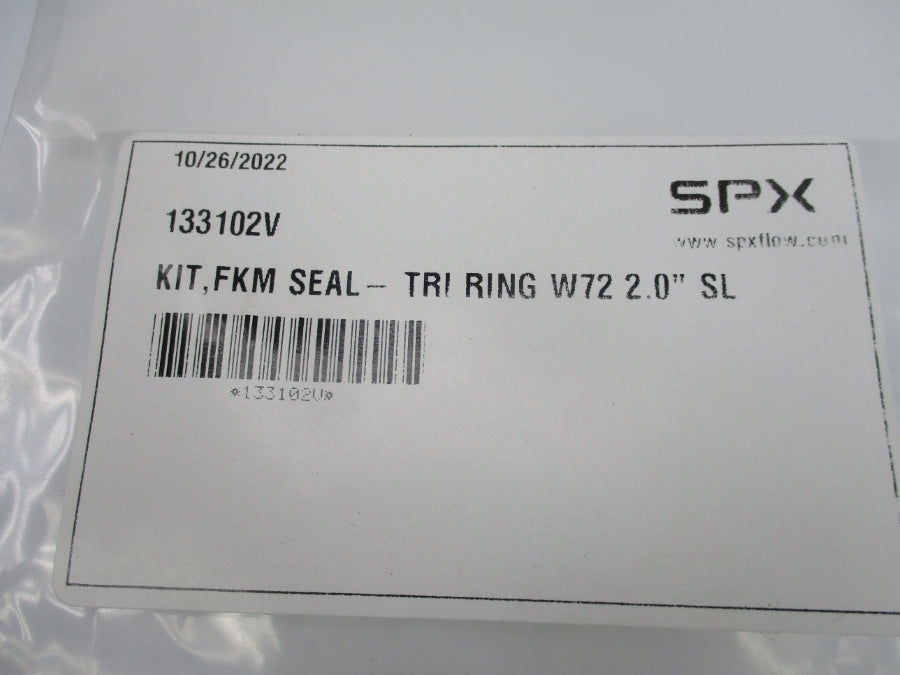 10/26/2022
SPX
133102V
www.spxflow.com
KIT,FKM SEAL- TRI RING W72 2.0" SL
*133102V*